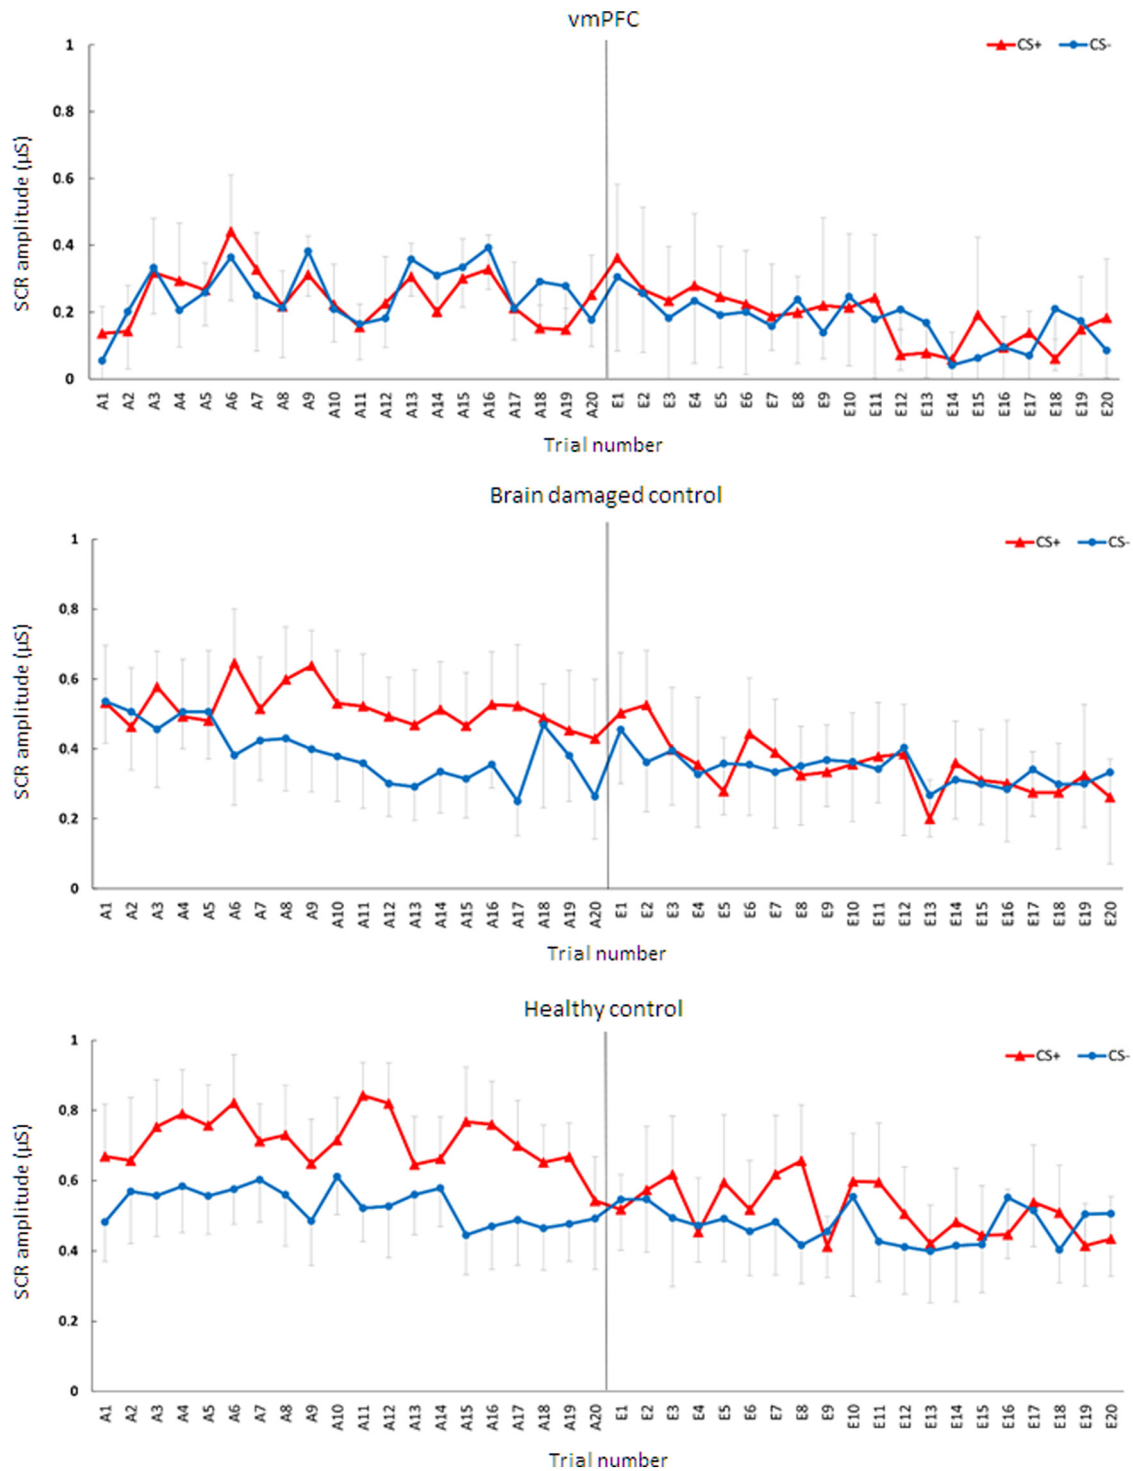 vmPFC
CS+ CS-
SCR amplitude (µS)
1
0.8
0.6
0.4
0.2
0
A1 A2 A3 A4 A5 A6 A7 A8 A9 A10 A11 A12 A13 A14 A15 A16 A17 A18 A19 A20 E1 E2 E3 E4 E5 E6 E7 E8 E9 E10 E11 E12 E13 E14 E15 E16 E17 E18 E19 E20
Trial number
Brain damaged control
CS+ CS-
SCR amplitude (µS)
1
0.8
0.6
0.4
0.2
0
A1 A2 A3 A4 A5 A6 A7 A8 A9 A10 A11 A12 A13 A14 A15 A16 A17 A18 A19 A20 E1 E2 E3 E4 E5 E6 E7 E8 E9 E10 E11 E12 E13 E14 E15 E16 E17 E18 E19 E20
Trial number
Healthy control
CS+ CS-
SCR amplitude (µS)
1
0.8
0.6
0.4
0.2
0
A1 A2 A3 A4 A5 A6 A7 A8 A9 A10 A11 A12 A13 A14 A15 A16 A17 A18 A19 A20 E1 E2 E3 E4 E5 E6 E7 E8 E9 E10 E11 E12 E13 E14 E15 E16 E17 E18 E19 E20
Trial number